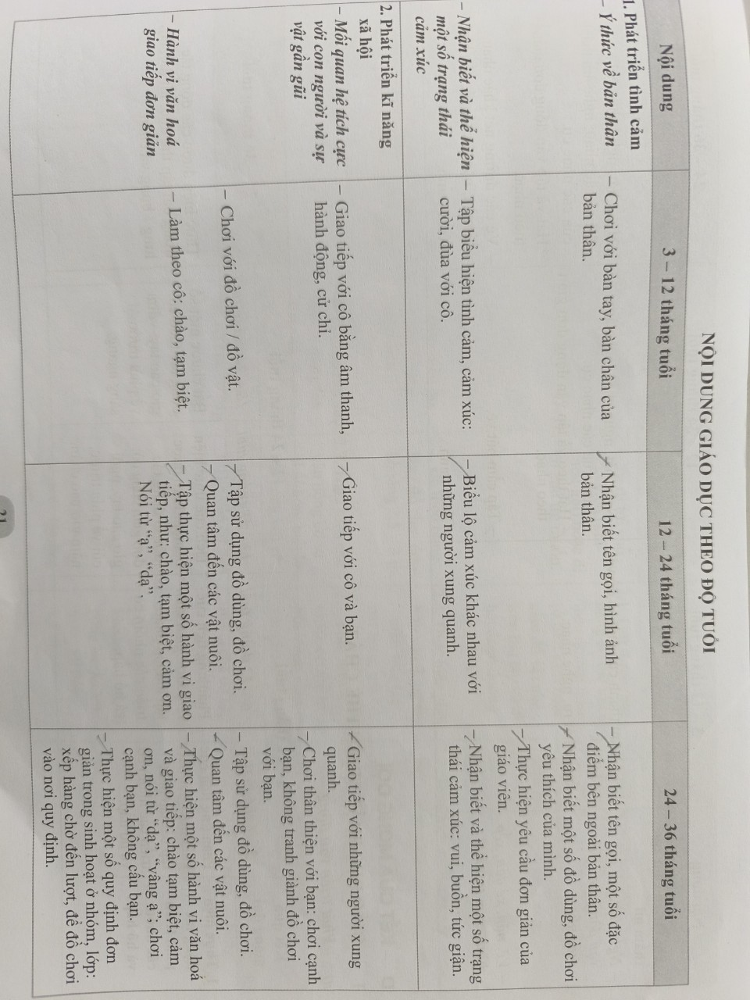 NỘI DUNG GIÁO DỤC THEO ĐỘ TUỔI
Nội dung
3 – 12 tháng tuổi
12 – 24 tháng tuổi
24 – 36 tháng tuổi
1. Phát triển tình cảm
– Ý thức về bản thân
– Chơi với bàn tay, bàn chân của
bản thân.
– Nhận biết tên gọi, hình ảnh
bản thân.
– Nhận biết tên gọi, một số đặc
điểm bên ngoài bản thân.
– Nhận biết một số đồ dùng, đồ chơi
yêu thích của mình.
– Thực hiện yêu cầu đơn giản của
giáo viên.
– Nhận biết và thể hiện
một số trạng thái
cảm xúc
– Tập biểu hiện tình cảm, cảm xúc:
cười, đùa với cô.
– Biểu lộ cảm xúc khác nhau với
những người xung quanh.
– Nhận biết và thể hiện một số trạng
thái cảm xúc: vui, buồn, tức giận.
2. Phát triển kĩ năng
xã hội
– Mối quan hệ tích cực
với con người và sự
vật gần gũi
– Giao tiếp với cô bằng âm thanh,
hành động, cử chỉ.
– Chơi với đồ chơi / đồ vật.
– Giao tiếp với cô và bạn.
– Tập sử dụng đồ dùng, đồ chơi.
– Quan tâm đến các vật nuôi.
– Giao tiếp với những người xung
quanh.
– Chơi thân thiện với bạn: chơi cạnh
bạn, không tranh giành đồ chơi
với bạn.
– Tập sử dụng đồ dùng, đồ chơi.
– Quan tâm đến các vật nuôi.
– Hành vi văn hoá
giao tiếp đơn giản
– Làm theo cô: chào, tạm biệt.
– Tập thực hiện một số hành vi giao
tiếp, như: chào, tạm biệt, cảm ơn.
Nói từ “ạ”, “dạ”.
– Thực hiện một số hành vi văn hoá
và giao tiếp: chào tạm biệt, cảm
ơn, nói từ “dạ”, “vâng ạ”; chơi
cạnh bạn, không cấu bạn.
– Thực hiện một số quy định đơn
giản trong sinh hoạt ở nhóm, lớp:
xếp hàng chờ đến lượt, để đồ chơi
vào nơi quy định.
21